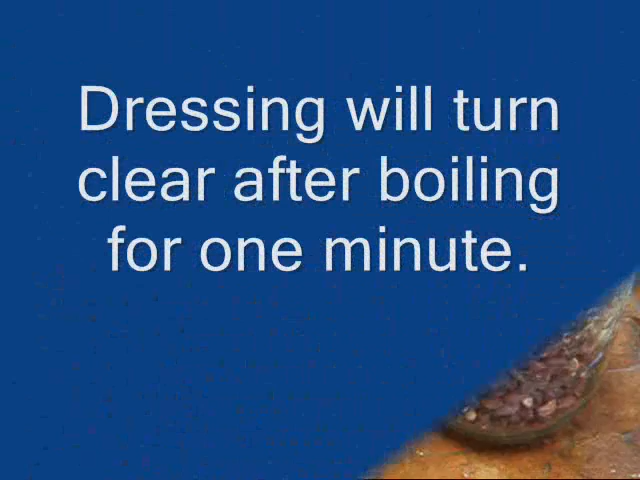 Dressing will turn
clear after boiling
for one minute.